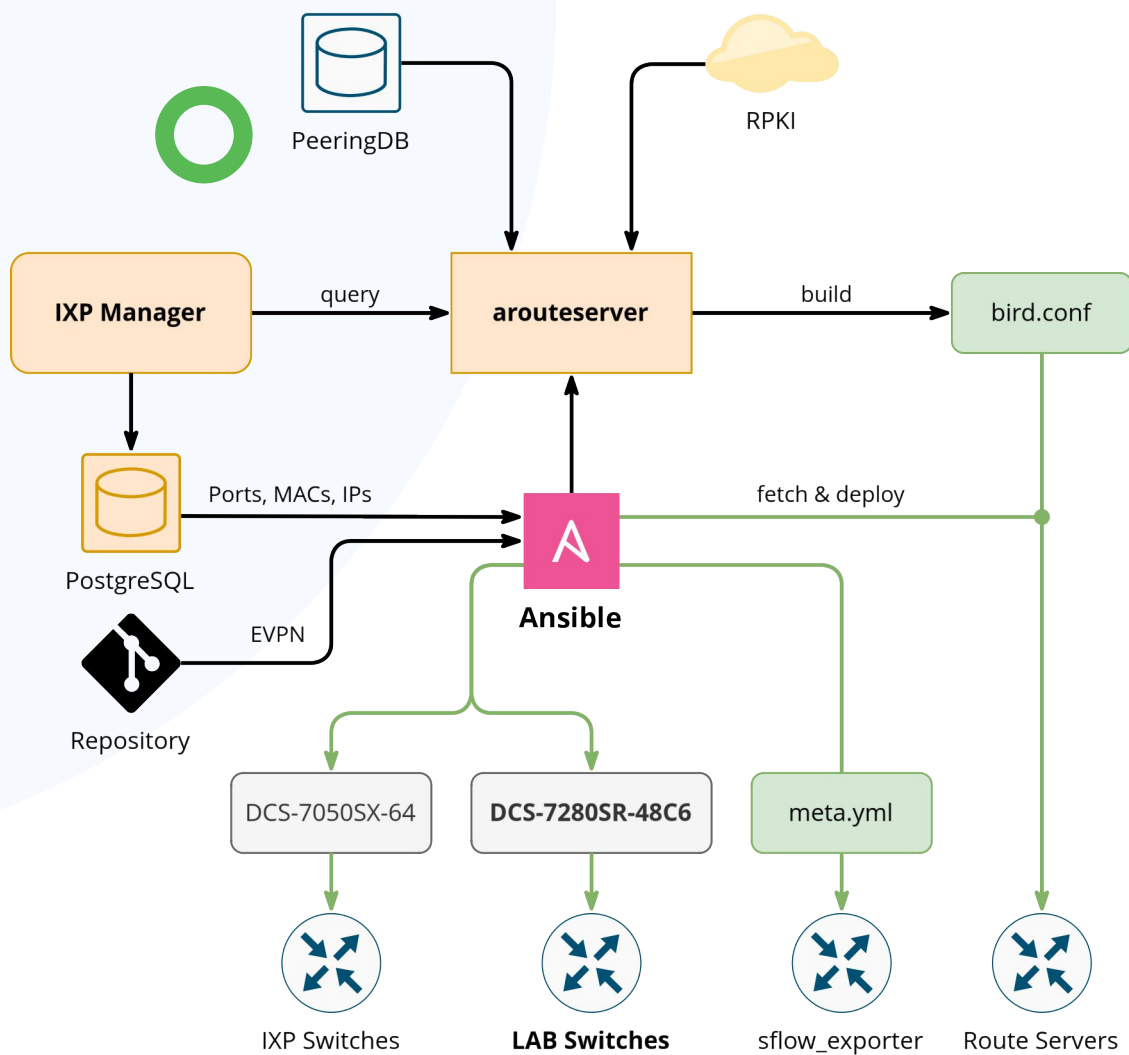 PeeringDB
RPKI
IXP Manager
query
arouteserver
build
bird.conf
Ports, MACs, IPs
fetch & deploy
PostgreSQL
Ansible
EVPN
Repository
DCS-7050SX-64
DCS-7280SR-48C6
meta.yml
IXP Switches
LAB Switches
sflow_exporter
Route Servers